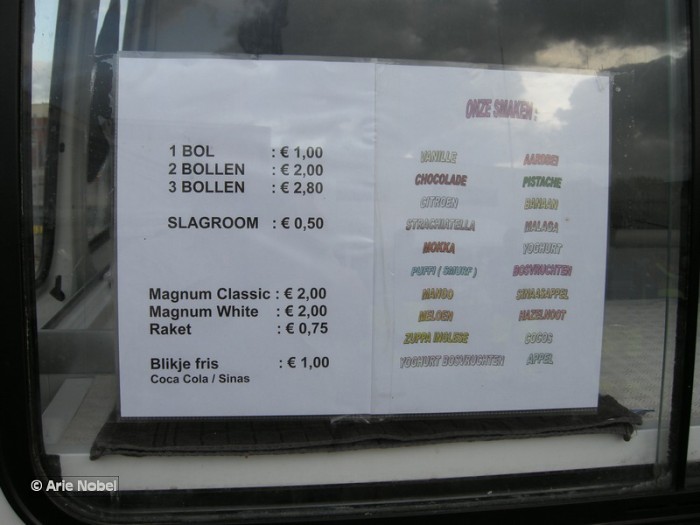 1 BOL : € 1,00
2 BOLLEN : € 2,00
3 BOLLEN : € 2,80
SLAGROOM : € 0,50
Magnum Classic : € 2,00
Magnum White : € 2,00
Raket : € 0,75
Blikje fris : € 1,00
Coca Cola / Sinas
ONZE SMAKEN :
VANILLE AARDBEI
CHOCOLADE PISTACHE
CITROEN BANAAN
STRACHIATELLA MALAGA
MOKKA YOGHURT
PUFFI ( SMURF ) BOSVRUCHTEN
MANGO SINAASAPPEL
MELOEN HAZELNOOT
ZUPPA INGLESE COCOS
YOGHURT BOSVRUCHTEN APPEL
© Arie Nobel